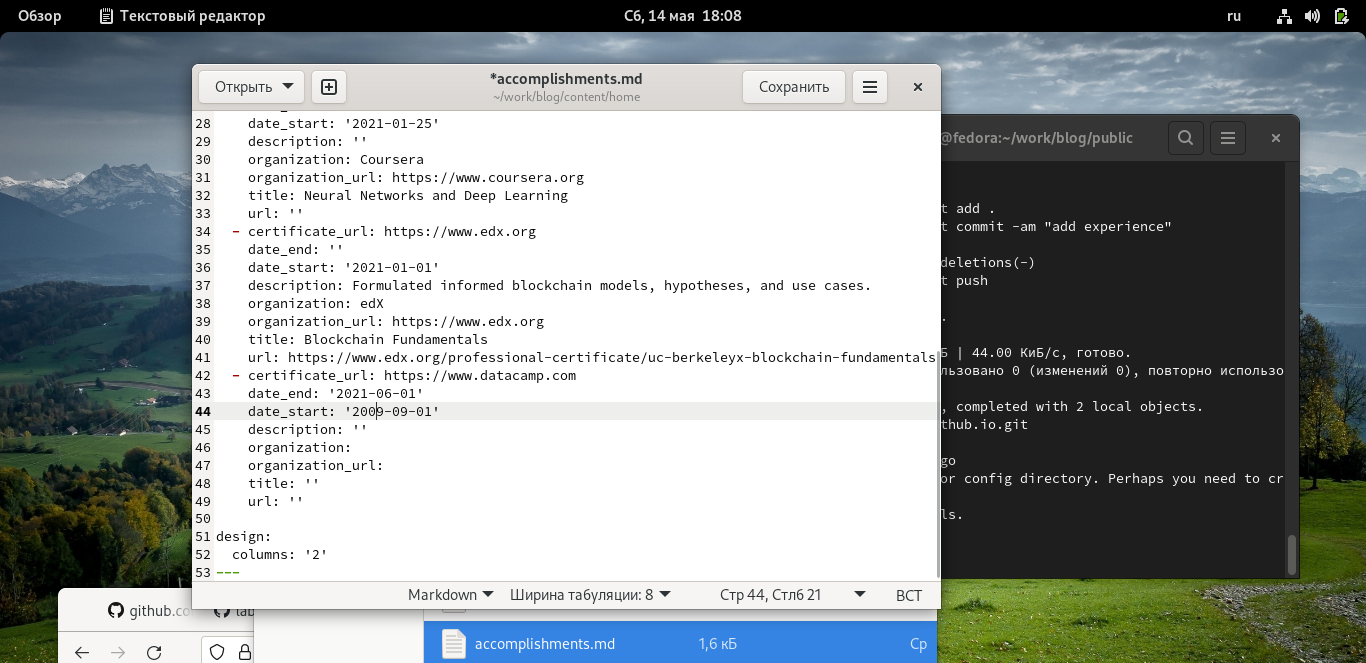 Обзор
Текстовый редактор
Сб, 14 мая 18:08
ru
Открыть
*accomplishments.md
~/work/blog/content/home
Сохранить
28 date_start: '2021-01-25'
29 description: ''
30 organization: Coursera
31 organization_url: https://www.coursera.org
32 title: Neural Networks and Deep Learning
33 url: ''
34 - certificate_url: https://www.edx.org
35 date_end: ''
36 date_start: '2021-01-01'
37 description: Formulated informed blockchain models, hypotheses, and use cases.
38 organization: edX
39 organization_url: https://www.edx.org
40 title: Blockchain Fundamentals
41 url: https://www.edx.org/professional-certificate/uc-berkeleyx-blockchain-fundamentals
42 - certificate_url: https://www.datacamp.com
43 date_end: '2021-06-01'
44 date_start: '2009-09-01'
45 description: ''
46 organization:
47 organization_url:
48 title: ''
49 url: ''
50
51 design:
52 columns: '2'
53 ---
Markdown
Ширина табуляции: 8
Стр 44, Стлб 21
ВСТ
@fedora:~/work/blog/public
t add .
t commit -am "add experience"
deletions(-)
t push
.
Б | 44.00 КиБ/с, готово.
льзовано 0 (изменений 0), повторно использо
, completed with 2 local objects.
thub.io.git
go
or config directory. Perhaps you need to cr
ls.
github.co
lab
accomplishments.md
1,6 кБ
Ср